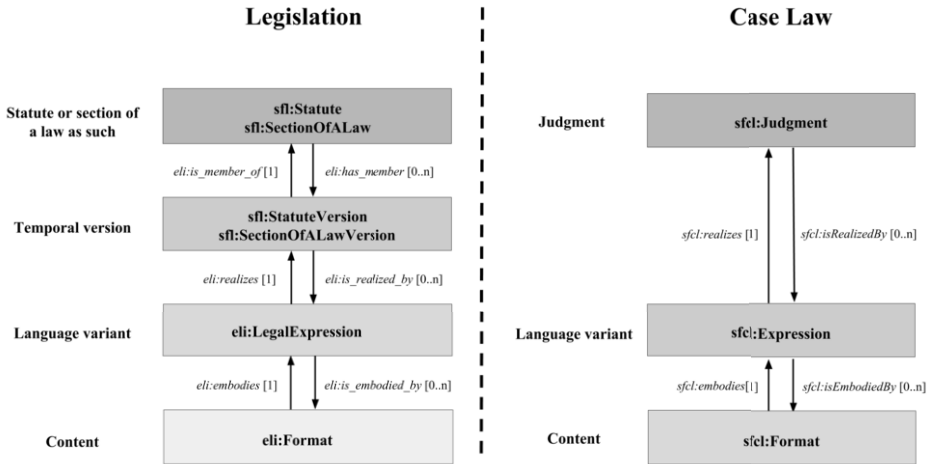 Legislation
Statute or section of
a law as such
sfl:Statute
sfl:SectionOfALaw
eli:is_member_of [1]
eli:has_member [0..n]
Temporal version
sfl:StatuteVersion
sfl:SectionOfALawVersion
eli:realizes [1]
eli:is_realized_by [0..n]
Language variant
eli:LegalExpression
eli:embodies [1]
eli:is_embodied_by [0..n]
Content
eli:Format
Case Law
Judgment
sfcl:Judgment
sfcl:realizes [1]
sfcl:isRealizedBy [0..n]
Language variant
sfcl:Expression
sfcl:embodies[1]
sfcl:isEmbodiedBy [0..n]
Content
sfcl:Format